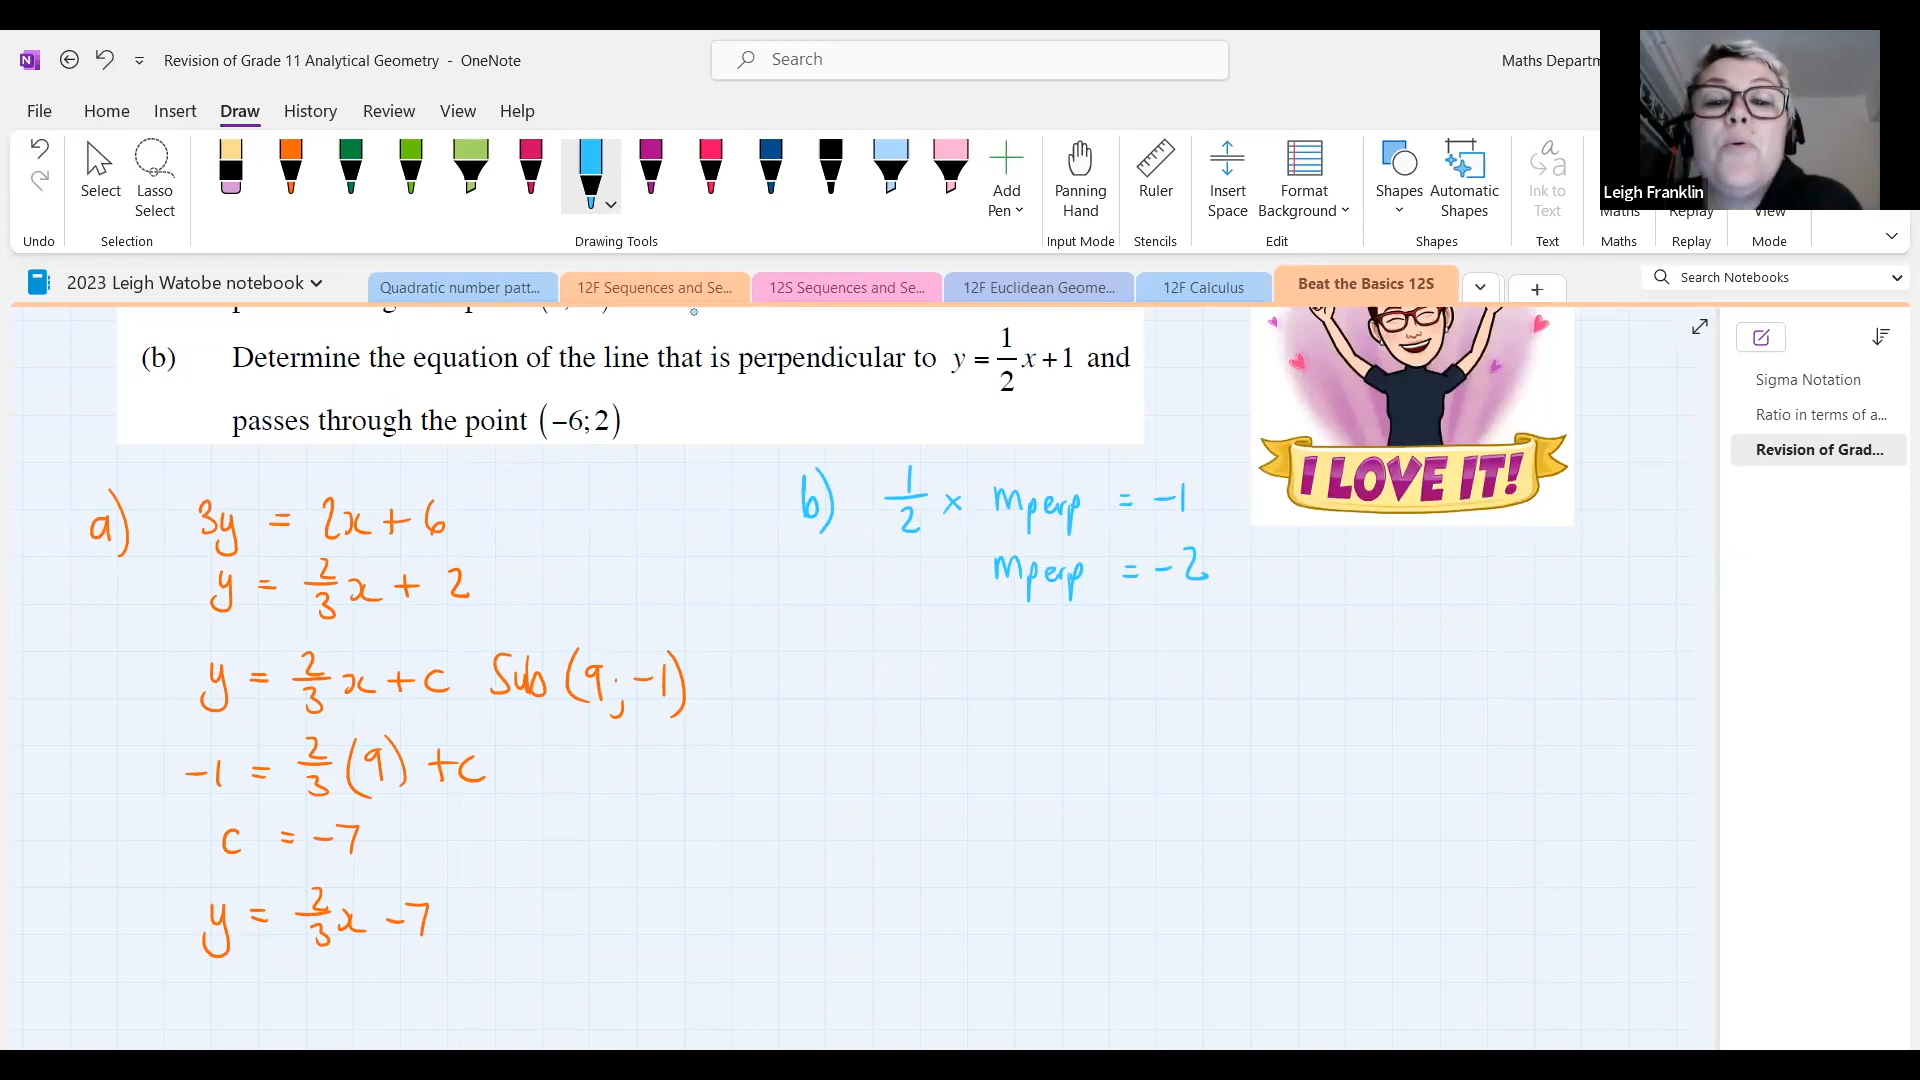 Revision of Grade 11 Analytical Geometry - OneNote
Search
Maths Departm
File Home Insert Draw History Review View Help
Select
Lasso Select
Add Pen
Panning Hand
Ruler
Insert Space
Format Background
Shapes
Automatic Shapes
Ink to Text
Maths
Replay
View
Leigh Franklin
Undo Selection Drawing Tools Input Mode Stencils Edit Shapes Text Maths Replay Mode
2023 Leigh Watobe notebook
Quadratic number patt...
12F Sequences and Se...
12S Sequences and Se...
12F Euclidean Geome...
12F Calculus
Beat the Basics 12S
Search Notebooks
Sigma Notation
Ratio in terms of a...
Revision of Grad...
(b) Determine the equation of the line that is perpendicular to y = 1/2 x + 1 and
passes through the point (−6;2)
I LOVE IT!
a) 3y = 2x + 6
y = 2/3 x + 2
y = 2/3 x + c Sub (9; -1)
-1 = 2/3 (9) + c
c = -7
y = 2/3 x - 7
b) 1/2 × mperp = -1
mperp = -2